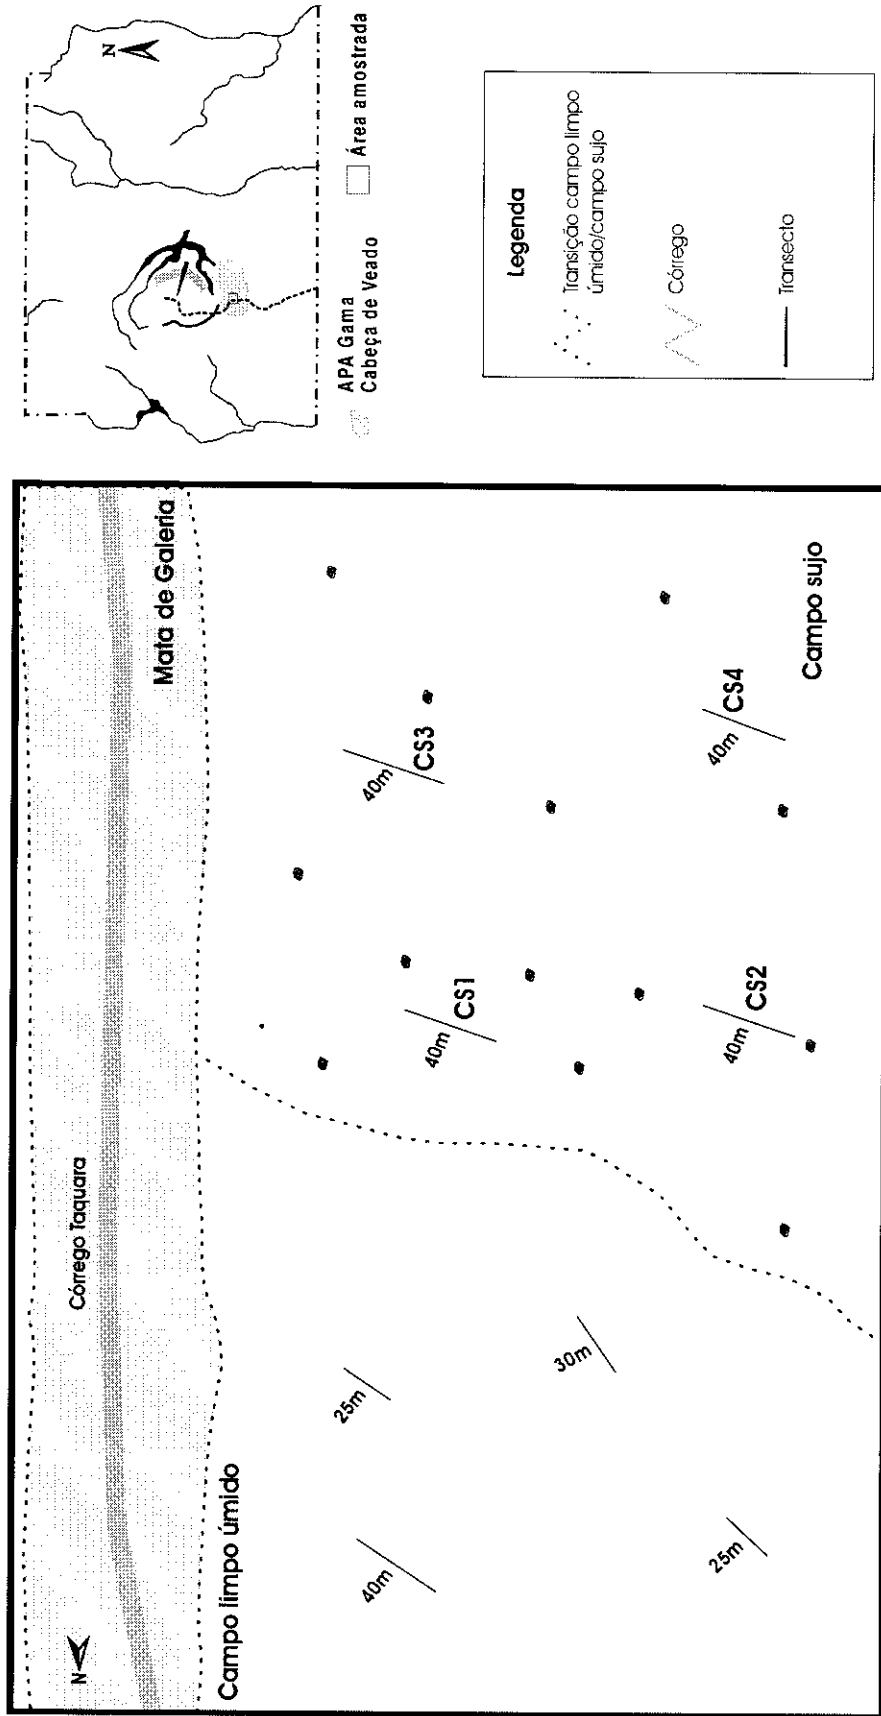 N
Córrego Taquara
Mata de Galeria
Campo limpo úmido
40m
25m
30m
25m
40m
CS1
40m
CS2
40m
CS3
40m
CS4
Campo sujo
N
APA Gama
Cabeça de Veado
Área amostrada
Legenda
Transição campo limpo
úmido/campo sujo
Córrego
Transecto